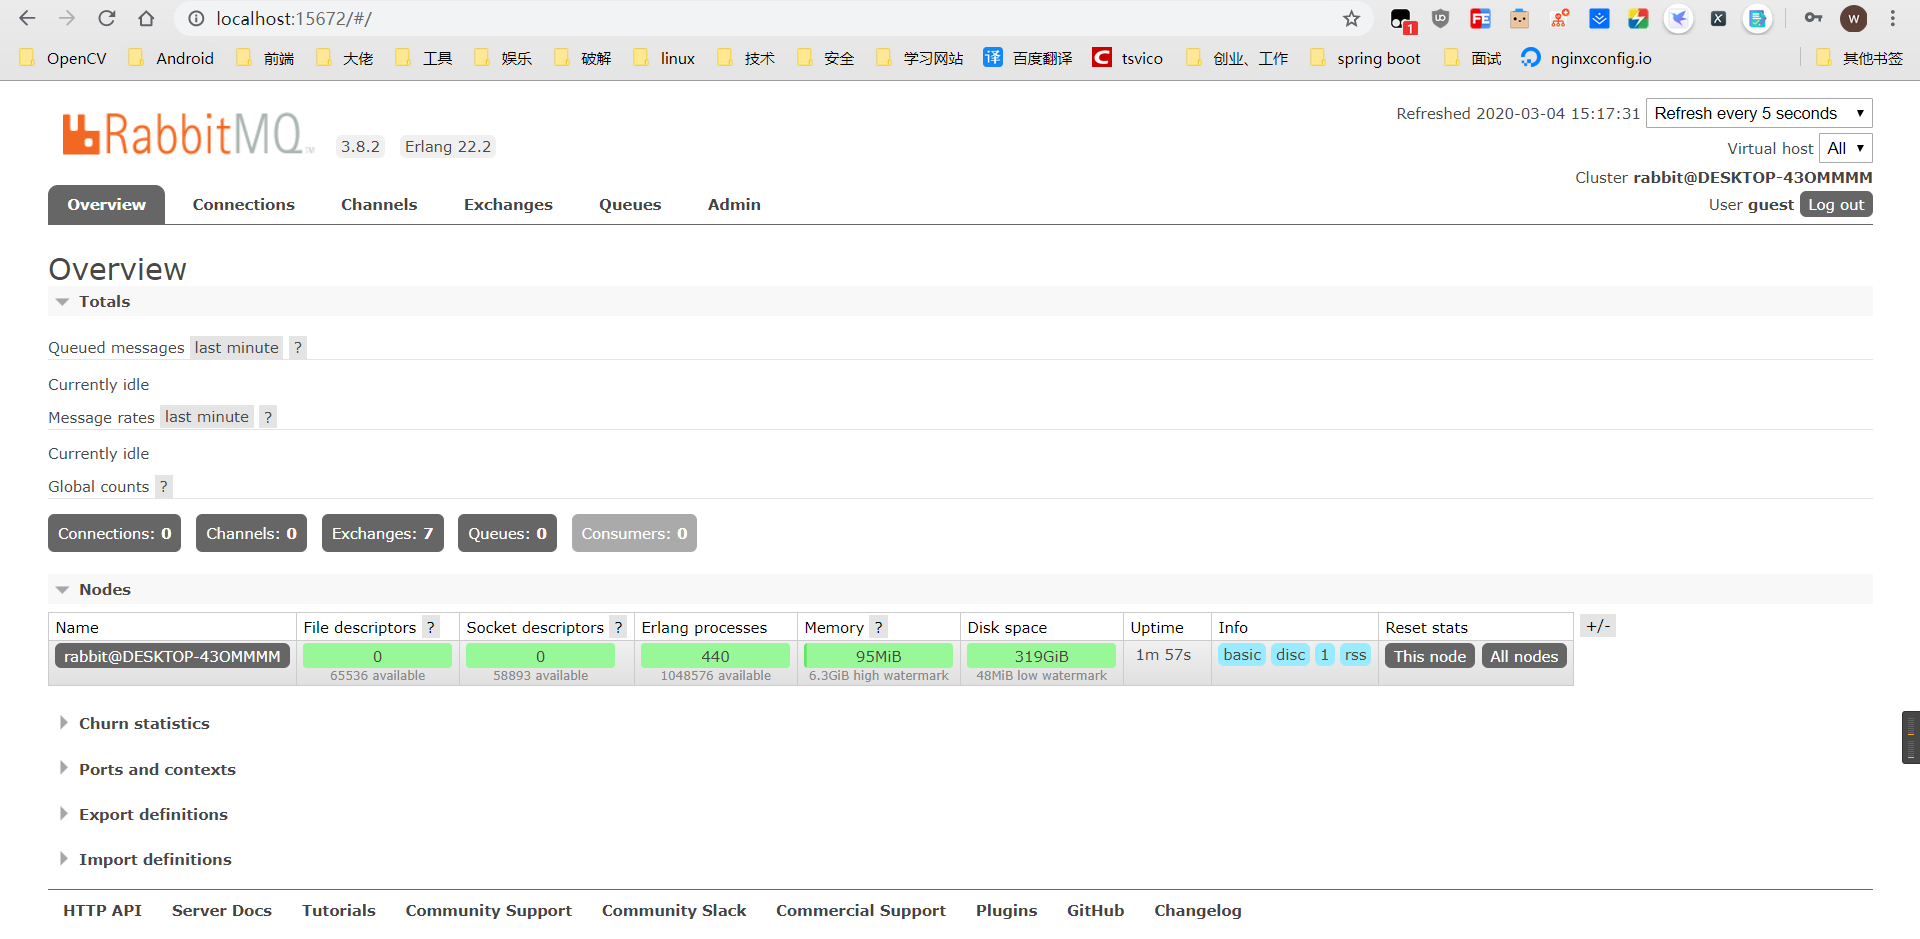 localhost:15672/#/
1
W
OpenCV Android 前端 大佬 工具 娱乐 破解 linux 技术 安全 学习网站 译 百度翻译 C tsvico 创业、工作 spring boot 面试 nginxconfig.io 其他书签
Refreshed 2020-03-04 15:17:31 Refresh every 5 seconds
RabbitMQ TM 3.8.2 Erlang 22.2
Virtual host All
Cluster rabbit@DESKTOP-43OMMMM
User guest Log out
Overview Connections Channels Exchanges Queues Admin
Overview
Totals
Queued messages last minute ?
Currently idle
Message rates last minute ?
Currently idle
Global counts ?
Connections: 0 Channels: 0 Exchanges: 7 Queues: 0 Consumers: 0
Nodes
Name File descriptors ? Socket descriptors ? Erlang processes Memory ? Disk space Uptime Info Reset stats +/-
rabbit@DESKTOP-43OMMMM 0 0 440 95MiB 319GiB 1m 57s basic disc 1 rss This node All nodes
65536 available 58893 available 1048576 available 6.3GiB high watermark 48MiB low watermark
Churn statistics
Ports and contexts
Export definitions
Import definitions
HTTP API Server Docs Tutorials Community Support Community Slack Commercial Support Plugins GitHub Changelog